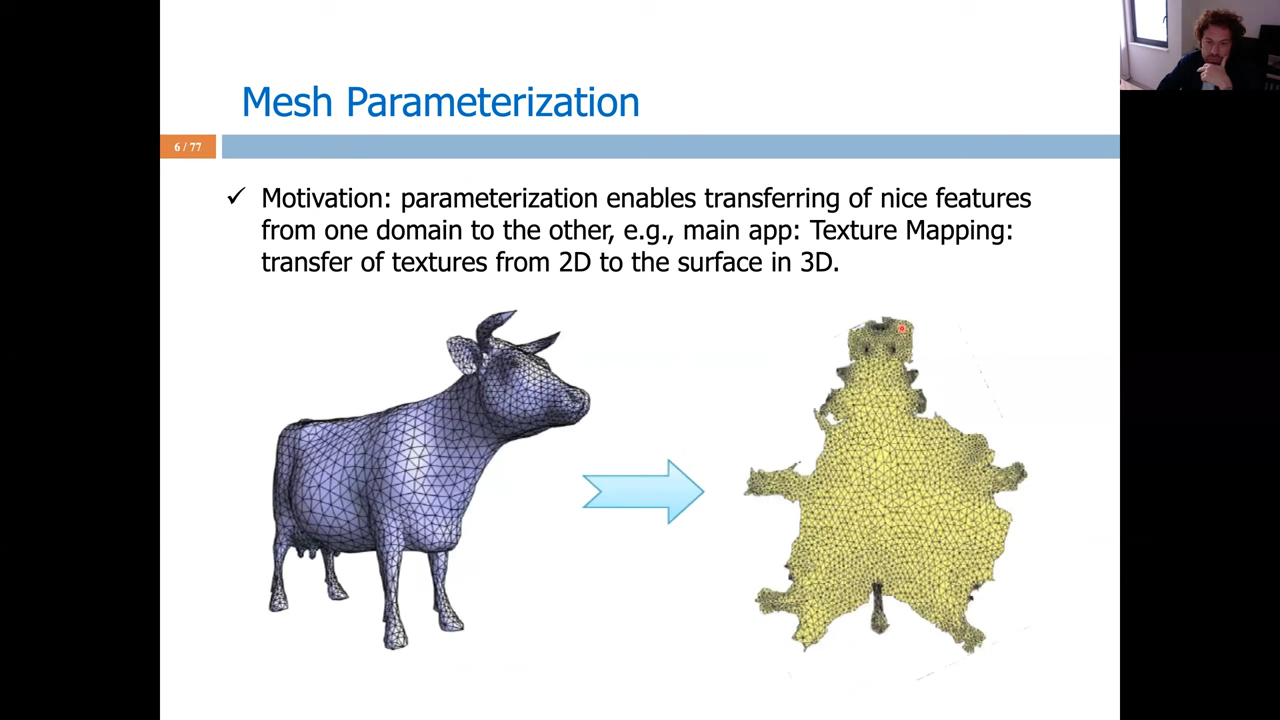 Mesh Parameterization
6 / 77
✓ Motivation: parameterization enables transferring of nice features
from one domain to the other, e.g., main app: Texture Mapping:
transfer of textures from 2D to the surface in 3D.